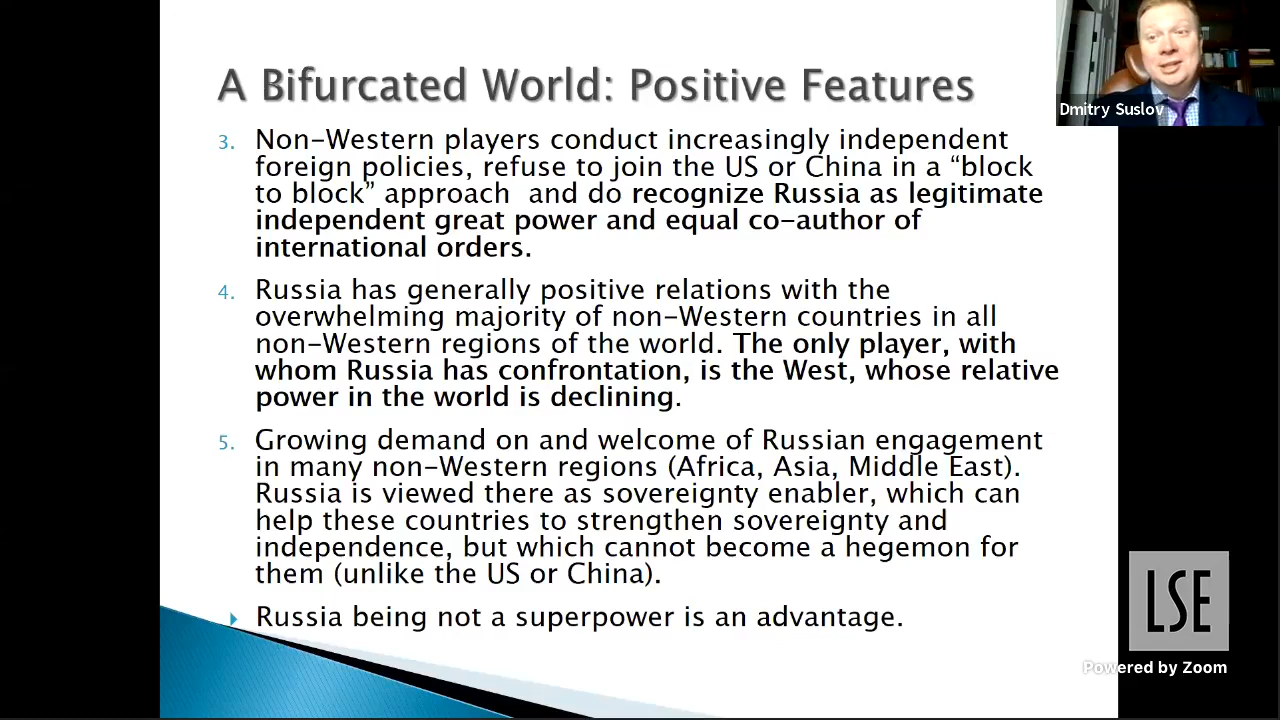 A Bifurcated World: Positive Features
Dmitry Suslov
3. Non-Western players conduct increasingly independent
foreign policies, refuse to join the US or China in a “block
to block” approach and do recognize Russia as legitimate
independent great power and equal co-author of
international orders.
4. Russia has generally positive relations with the
overwhelming majority of non-Western countries in all
non-Western regions of the world. The only player, with
whom Russia has confrontation, is the West, whose relative
power in the world is declining.
5. Growing demand on and welcome of Russian engagement
in many non-Western regions (Africa, Asia, Middle East).
Russia is viewed there as sovereignty enabler, which can
help these countries to strengthen sovereignty and
independence, but which cannot become a hegemon for
them (unlike the US or China).
Russia being not a superpower is an advantage.
LSE
Powered by Zoom